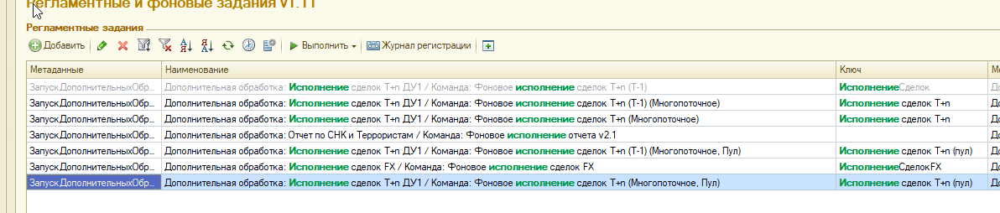 Регламентные и фоновые задания v1.11
Регламентные задания
Добавить Выполнить Журнал регистрации
Метаданные Наименование Ключ
ЗапускДополнительныхОбр... Дополнительная обработка: Исполнение сделок Т+n ДУ1 / Команда: Фоновое исполнение сделок Т+n (Т-1) ИсполнениеСделок
ЗапускДополнительныхОбр... Дополнительная обработка: Исполнение сделок Т+n ДУ1 / Команда: Фоновое исполнение сделок Т+n (Т-1) (Многопоточное) Исполнение сделок Т+n
ЗапускДополнительныхОбр... Дополнительная обработка: Исполнение сделок Т+n ДУ1 / Команда: Фоновое исполнение сделок Т+n (Многопоточное) Исполнение сделок Т+n
ЗапускДополнительныхОбр... Дополнительная обработка: Отчет по СНК и Террористам / Команда: Фоновое исполнение отчета v2.1
ЗапускДополнительныхОбр... Дополнительная обработка: Исполнение сделок Т+n ДУ1 / Команда: Фоновое исполнение сделок Т+n (Т-1) (Многопоточное, Пул) Исполнение сделок Т+n (пул)
ЗапускДополнительныхОбр... Дополнительная обработка: Исполнение сделок FX / Команда: Фоновое исполнение сделок FX ИсполнениеСделокFX
ЗапускДополнительныхОбр... Дополнительная обработка: Исполнение сделок Т+n ДУ1 / Команда: Фоновое исполнение сделок Т+n (Многопоточное, Пул) Исполнение сделок Т+n (пул)